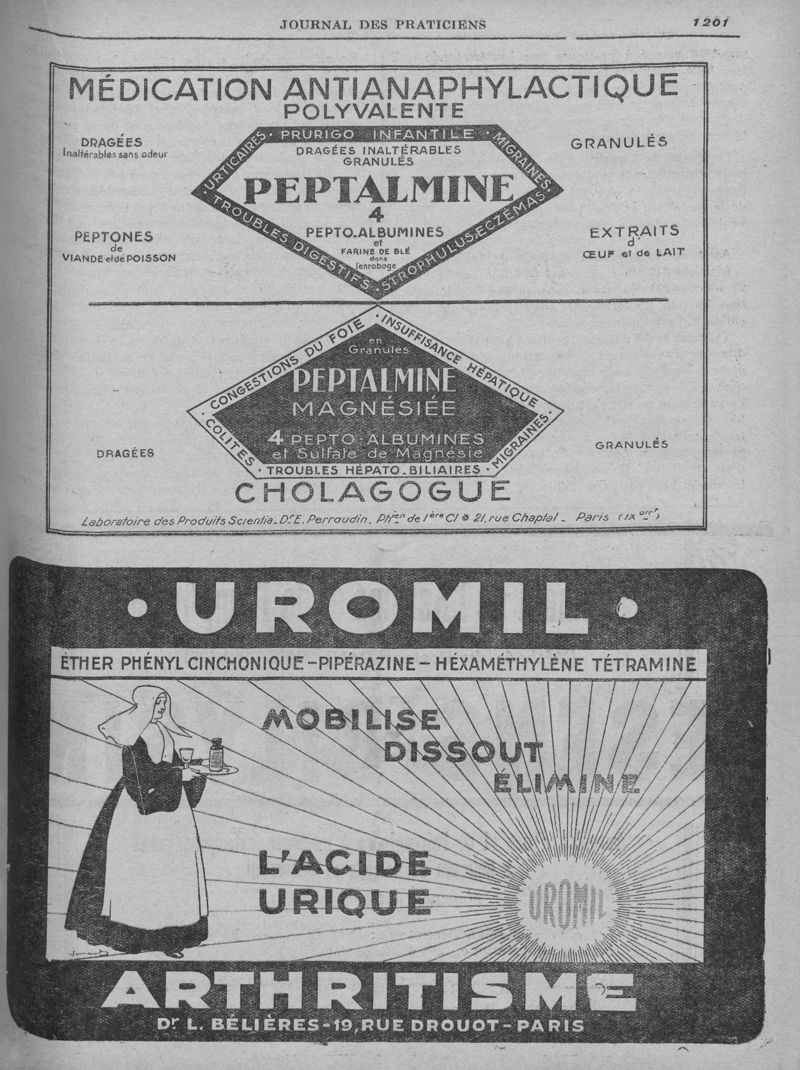 JOURNAL DES PRATICIENS
1201
MÉDICATION ANTIANAPHYLACTIQUE
POLYVALENTE
DRAGÉES
Inaltérables sans odeur
GRANULÉS
URTICAIRES · PRURIGO INFANTILE · MIGRAINES
DRAGÉES INALTÉRABLES
GRANULÉS
PEPTALMINE
4
PEPTO-ALBUMINES
et
FARINE DE BLÉ
dans
l'enrobage
TROUBLES DIGESTIFS · STROPHULUS · ECZÉMAS
PEPTONES
de
VIANDE et de POISSON
EXTRAITS
d'
ŒUF et de LAIT
CONGESTIONS DU FOIE · INSUFFISANCE HÉPATIQUE
en
Granulés
PEPTALMINE
MAGNÉSIÉE
4 PEPTO-ALBUMINES
et Sulfate de Magnésie
COLITES · TROUBLES HÉPATO-BILIAIRES · MIGRAINES ·
DRAGÉES
GRANULÉS
CHOLAGOGUE
Laboratoire des Produits Scientia. Dr E. Perraudin, Phien de 1ère Cl * 21, rue Chaptal - Paris (IX arrt)
· UROMIL ·
ÉTHER PHÉNYL CINCHONIQUE - PIPÉRAZINE - HÉXAMÉTHYLÈNE TÉTRAMINE
MOBILISE
DISSOUT
ÉLIMINE
L'ACIDE
URIQUE
UROMIL
ARTHRITISME
Dr L. BÉLIÈRES - 19, RUE DROUOT - PARIS